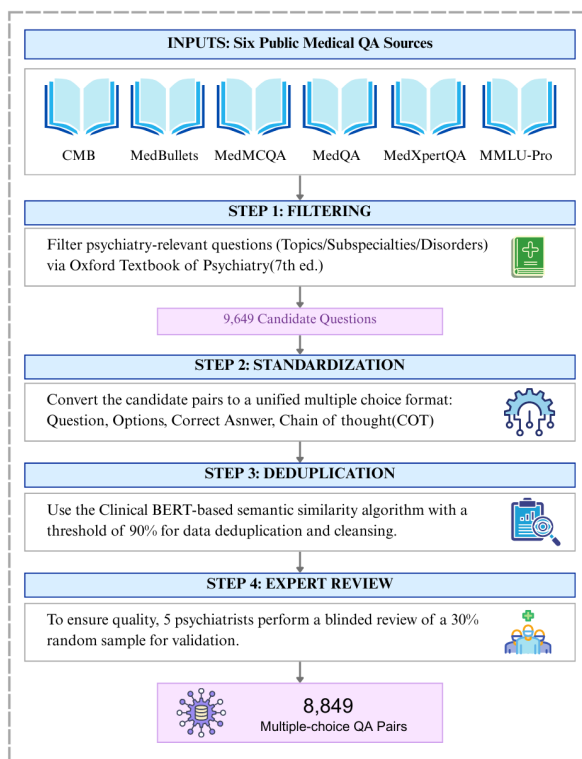 INPUTS: Six Public Medical QA Sources
CMB MedBullets MedMCQA MedQA MedXpertQA MMLU-Pro
STEP 1: FILTERING
Filter psychiatry-relevant questions (Topics/Subspecialties/Disorders)
via Oxford Textbook of Psychiatry(7th ed.)
9,649 Candidate Questions
STEP 2: STANDARDIZATION
Convert the candidate pairs to a unified multiple choice format:
Question, Options, Correct Asnwer, Chain of thought(COT)
STEP 3: DEDUPLICATION
Use the Clinical BERT-based semantic similarity algorithm with a
threshold of 90% for data deduplication and cleansing.
STEP 4: EXPERT REVIEW
To ensure quality, 5 psychiatrists perform a blinded review of a 30%
random sample for validation.
8,849
Multiple-choice QA Pairs